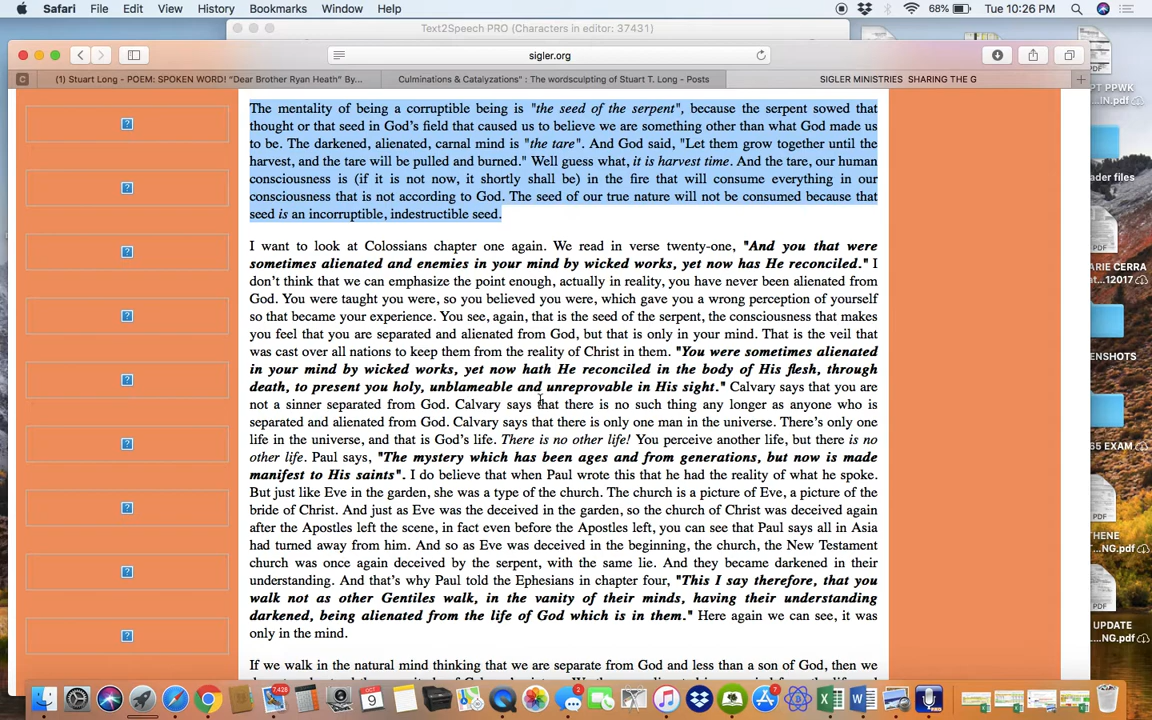 Safari File Edit View History Bookmarks Window Help 68% Tue 10:26 PM
Text2Speech PRO (Characters in editor: 37431)
sigler.org
(1) Stuart Long - POEM: SPOKEN WORD! "Dear Brother Ryan Heath" By...
Culminations & Catalyzations" : The wordsculpting of Stuart T. Long - Posts
SIGLER MINISTRIES SHARING THE G
The mentality of being a corruptible being is "the seed of the serpent", because the serpent sowed that
thought or that seed in God's field that caused us to believe we are something other than what God made us
to be. The darkened, alienated, carnal mind is "the tare". And God said, "Let them grow together until the
harvest, and the tare will be pulled and burned." Well guess what, it is harvest time. And the tare, our human
consciousness is (if it is not now, it shortly shall be) in the fire that will consume everything in our
consciousness that is not according to God. The seed of our true nature will not be consumed because that
seed is an incorruptible, indestructible seed.
I want to look at Colossians chapter one again. We read in verse twenty-one, "And you that were
sometimes alienated and enemies in your mind by wicked works, yet now has He reconciled." I
don't think that we can emphasize the point enough, actually in reality, you have never been alienated from
God. You were taught you were, so you believed you were, which gave you a wrong perception of yourself
so that became your experience. You see, again, that is the seed of the serpent, the consciousness that makes
you feel that you are separated and alienated from God, but that is only in your mind. That is the veil that
was cast over all nations to keep them from the reality of Christ in them. "You were sometimes alienated
in your mind by wicked works, yet now hath He reconciled in the body of His flesh, through
death, to present you holy, unblameable and unreprovable in His sight." Calvary says that you are
not a sinner separated from God. Calvary says that there is no such thing any longer as anyone who is
separated and alienated from God. Calvary says that there is only one man in the universe. There's only one
life in the universe, and that is God's life. There is no other life! You perceive another life, but there is no
other life. Paul says, "The mystery which has been ages and from generations, but now is made
manifest to His saints". I do believe that when Paul wrote this that he had the reality of what he spoke.
But just like Eve in the garden, she was a type of the church. The church is a picture of Eve, a picture of the
bride of Christ. And just as Eve was the deceived in the garden, so the church of Christ was deceived again
after the Apostles left the scene, in fact even before the Apostles left, you can see that Paul says all in Asia
had turned away from him. And so as Eve was deceived in the beginning, the church, the New Testament
church was once again deceived by the serpent, with the same lie. And they became darkened in their
understanding. And that's why Paul told the Ephesians in chapter four, "This I say therefore, that you
walk not as other Gentiles walk, in the vanity of their minds, having their understanding
darkened, being alienated from the life of God which is in them." Here again we can see, it was
only in the mind.
If we walk in the natural mind thinking that we are separate from God and less than a son of God, then we
PT PPWK
IN.pdf
ader files
ARIE CERRA
12017
ENSHOTS
65 EXAM
PDF
THENE
NG.pdf
PDF
UPDATE
NG.pdf
7,428
OCT
9
2
7